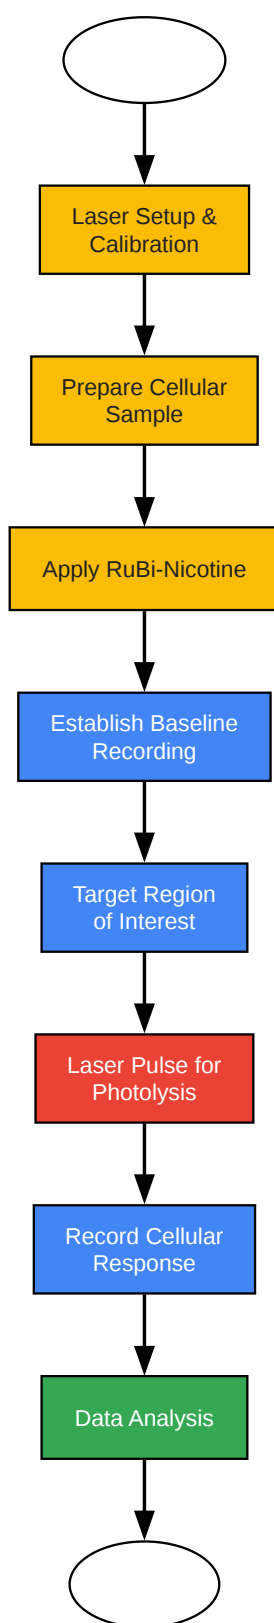 Laser Setup &
Calibration
Prepare Cellular
Sample
Apply RuBi-Nicotine
Establish Baseline
Recording
Target Region
of Interest
Laser Pulse for
Photolysis
Record Cellular
Response
Data Analysis